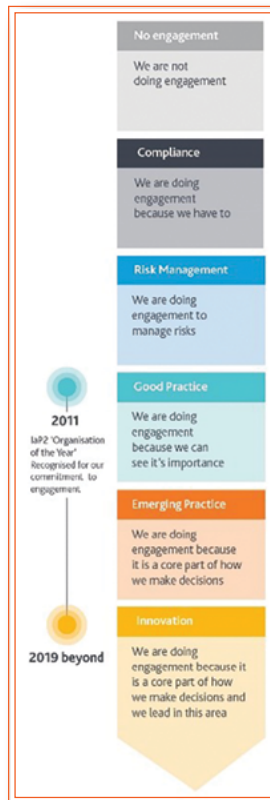 No engagement
We are not
doing engagement
Compliance
We are doing
engagement
because we have to
Risk Management
We are doing
engagement to
manage risks
2011
IaP2 'Organisation
of the Year'
Recognised for our
commitment to
engagement
Good Practice
We are doing
engagement
because we can
see it's importance
Emerging Practice
We are doing
engagement because
it is a core part of how
we make decisions
2019 beyond
Innovation
We are doing
engagement because it
is a core part of how
we make decisions and
we lead in this area